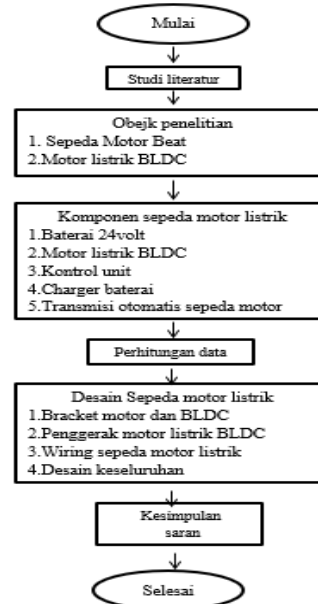 Mulai
Studi literatur
Obejk penelitian
1. Sepeda Motor Beat
2.Motor listrik BLDC
Komponen sepeda motor listrik
1.Baterai 24volt
2.Motor listrik BLDC
3.Kontrol unit
4.Charger baterai
5.Transmisi otomatis sepeda motor
Perhitungan data
Desain Sepeda motor listrik
1.Bracket motor dan BLDC
2.Penggerak motor listrik BLDC
3.Wiring sepeda motor listrik
4.Desain keseluruhan
Kesimpulan
saran
Selesai